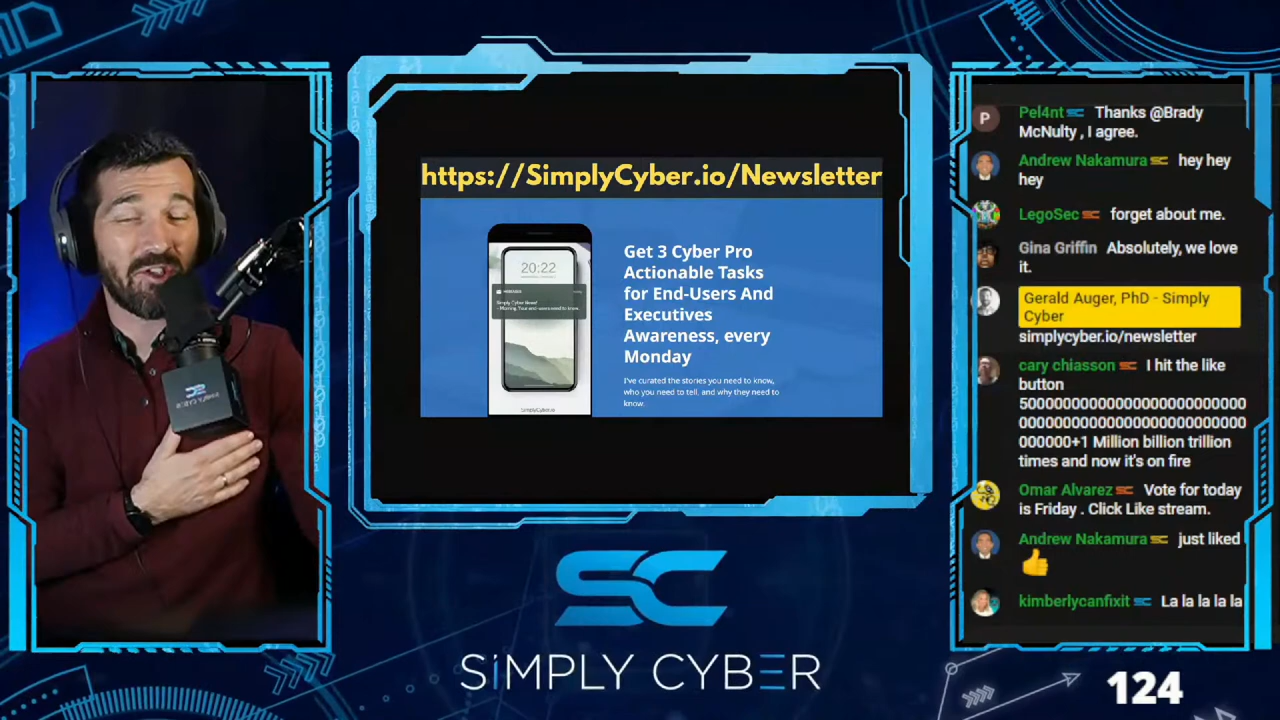 https://SimplyCyber.io/Newsletter
20:22
Get 3 Cyber Pro
Actionable Tasks
for End-Users And
Executives
Awareness, every
Monday
I've curated the stories you need to know,
who you need to tell, and why they need to
know.
SimplyCyber.io
SC
SiMPLY CYBER
P
Pel4nt Thanks @Brady
McNulty , I agree.
Andrew Nakamura hey hey
hey
LegoSec forget about me.
Gina Griffin Absolutely, we love
it.
Gerald Auger, PhD - Simply
Cyber
simplycyber.io/newsletter
cary chiasson I hit the like
button
times and now it's on fire
000000+1 Million billion trillion
Omar Alvarez Vote for today
is Friday . Click Like stream.
Andrew Nakamura just liked
kimberlycanfixit La la la la la
124